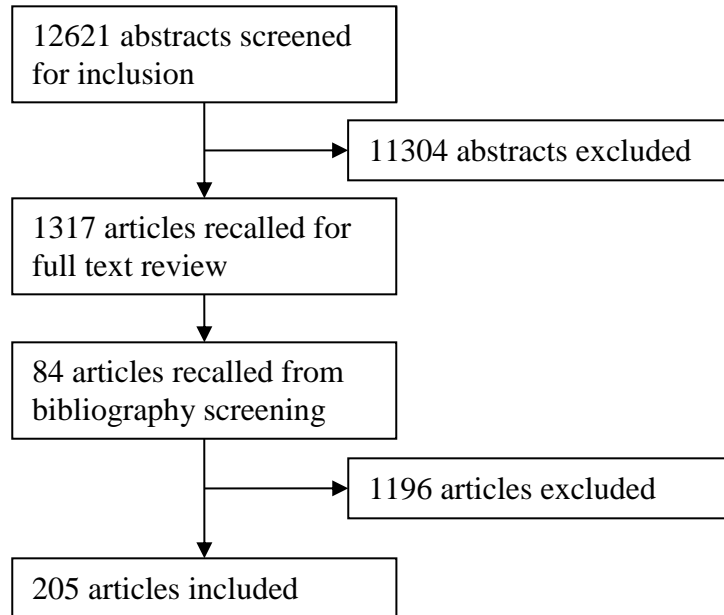 12621 abstracts screened
for inclusion
11304 abstracts excluded
1317 articles recalled for
full text review
84 articles recalled from
bibliography screening
1196 articles excluded
205 articles included